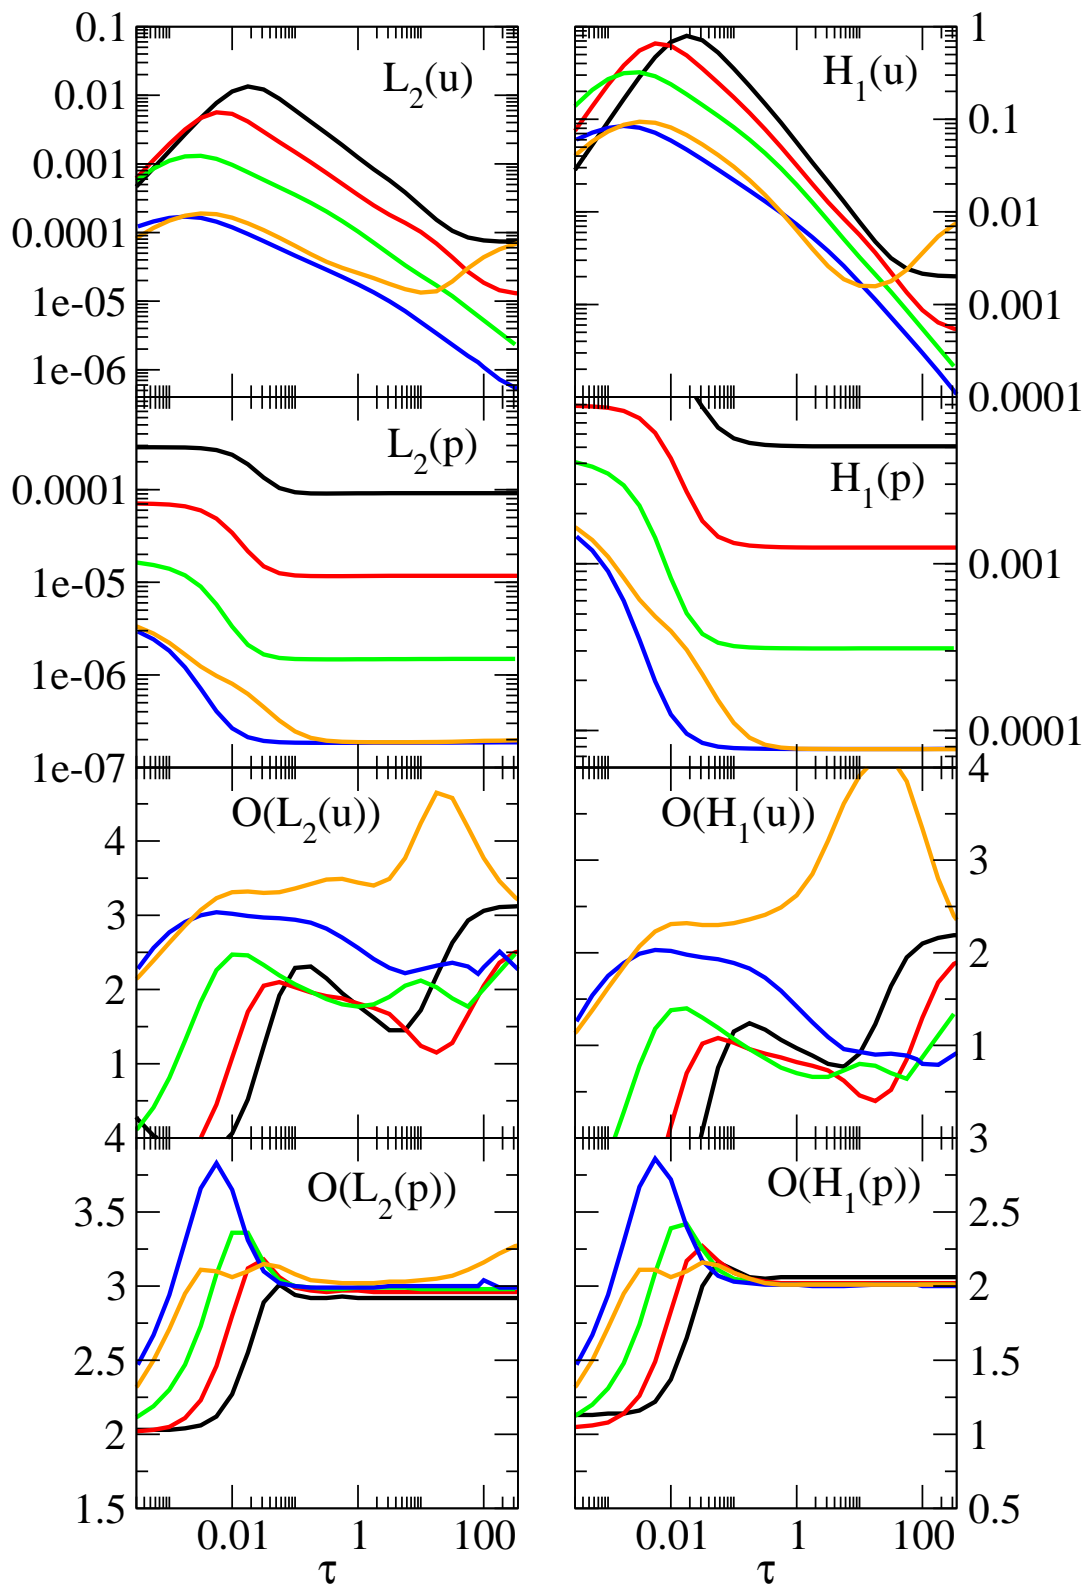 0.1
0.01
0.001
0.0001
1e-05
1e-06
L2(u)
H1(u)
1
0.1
0.01
0.001
0.0001
0.0001
1e-05
1e-06
1e-07
L2(p)
H1(p)
0.001
0.0001
4
3
2
1
O(L2(u))
O(H1(u))
4
3
2
1
4
3.5
3
2.5
2
1.5
O(L2(p))
O(H1(p))
3
2.5
2
1.5
1
0.5
0.01 1 100
0.01 1 100
τ τ